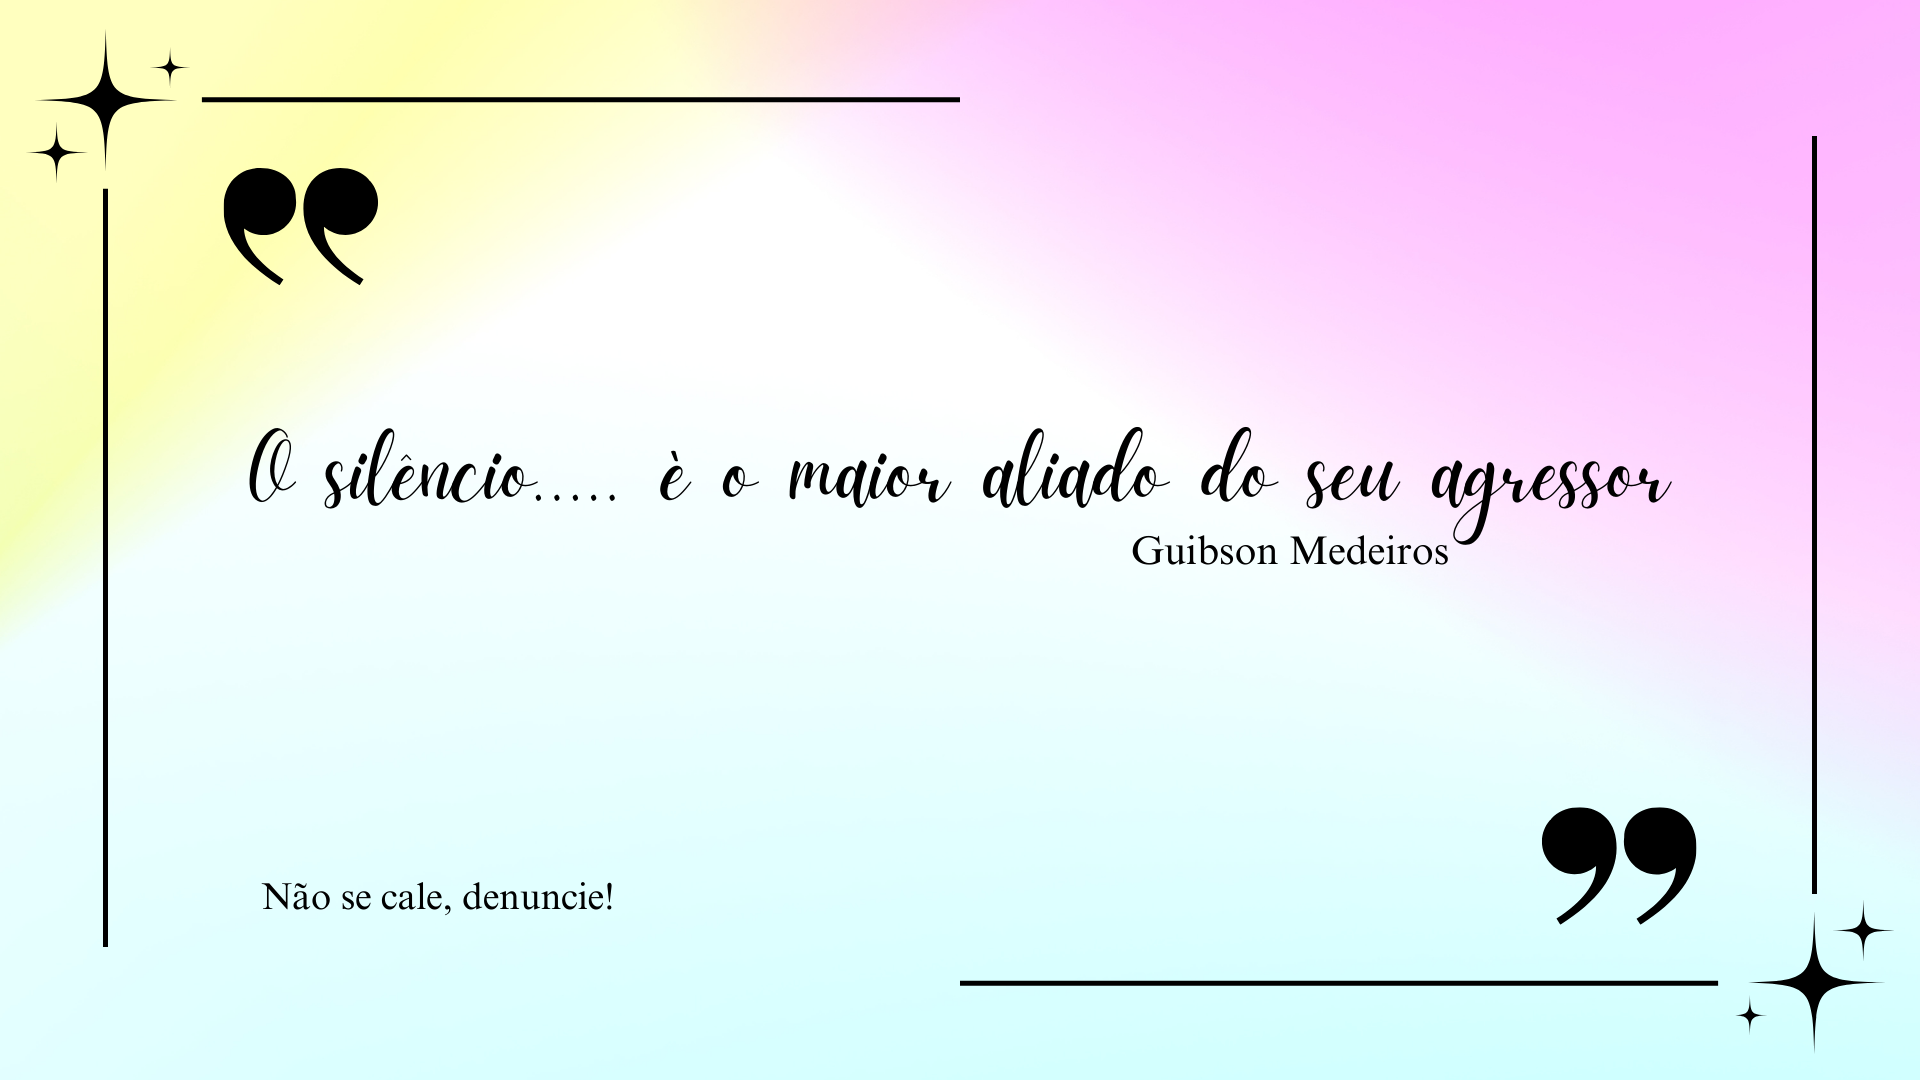 O silêncio..... è o maior aliado do seu agressor
Guibson Medeiros
Não se cale, denuncie!